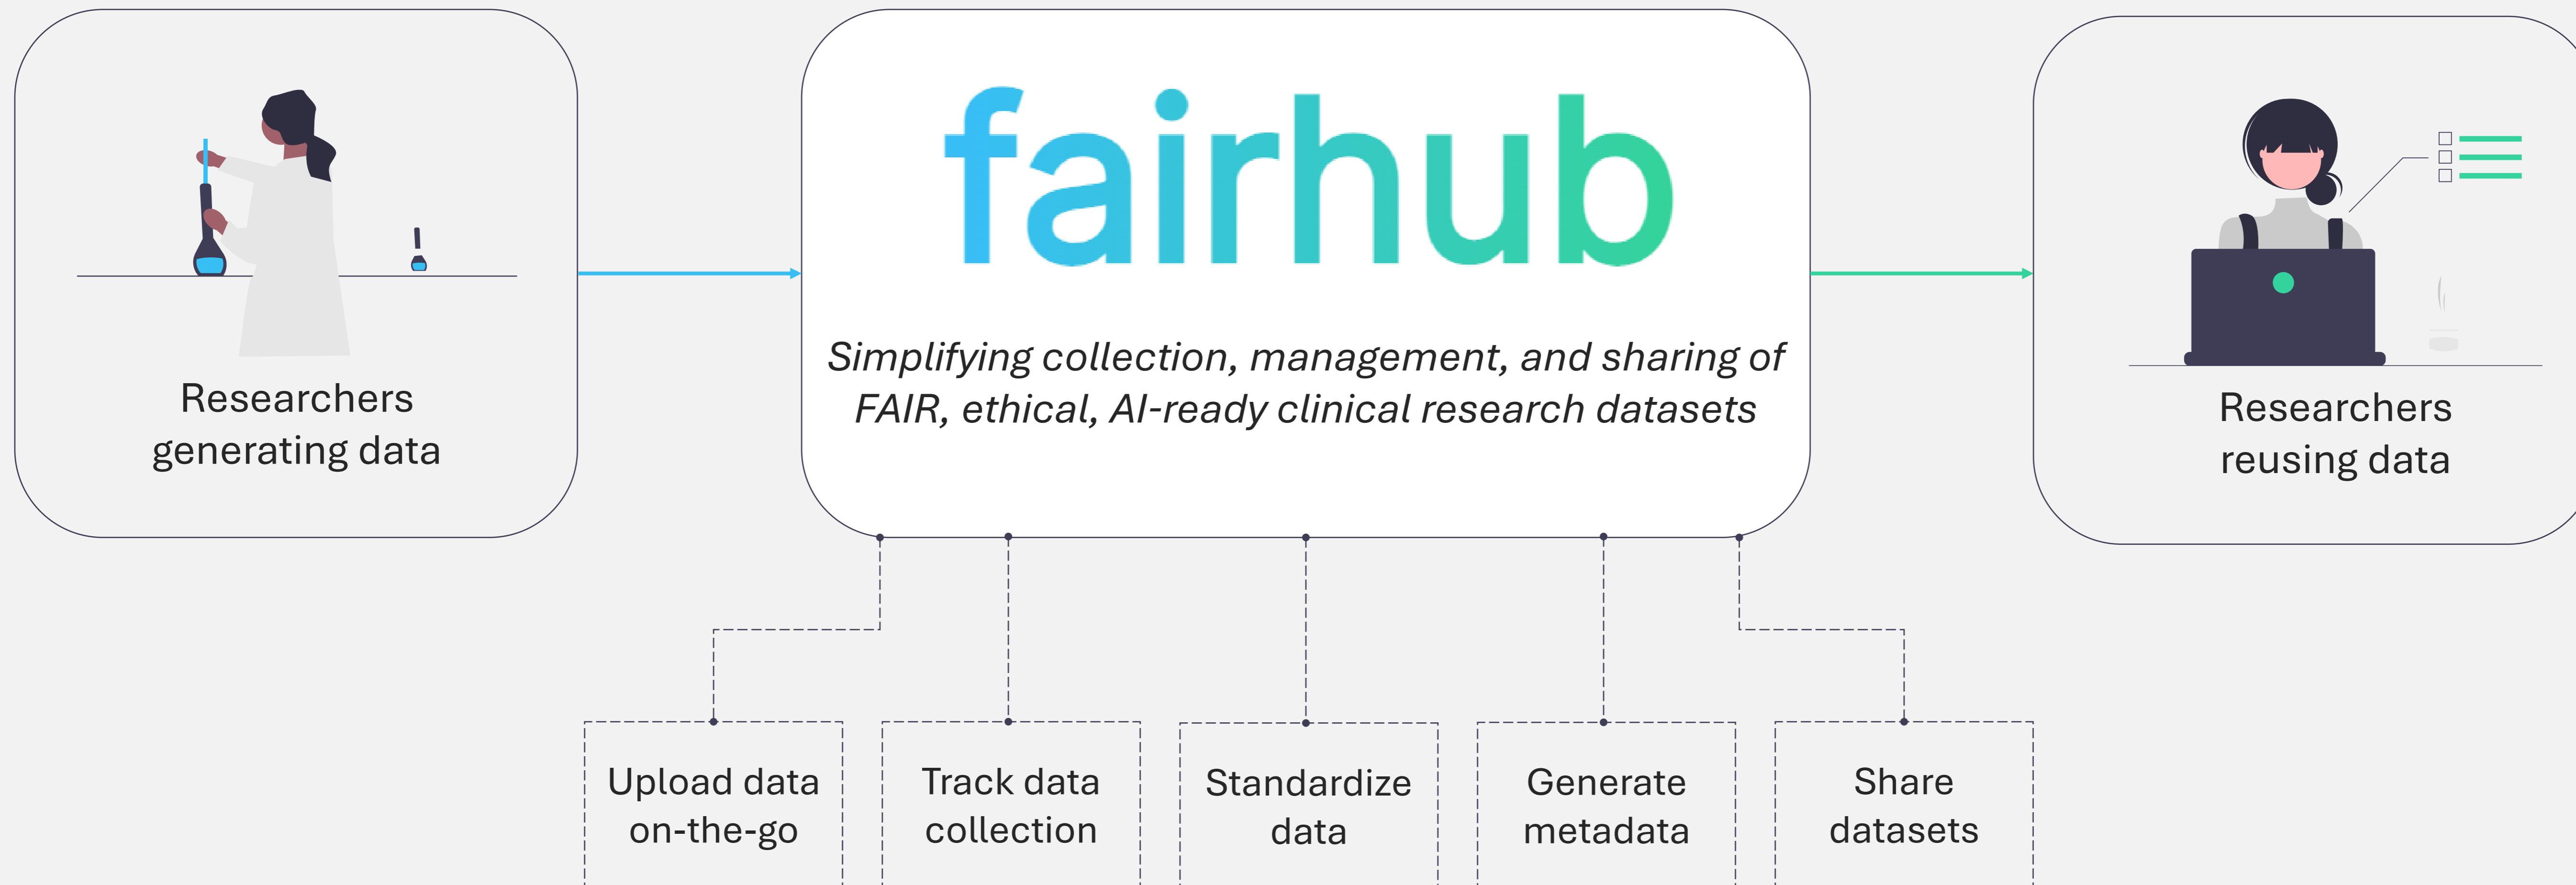 fairhub
Simplifying collection, management, and sharing of
FAIR, ethical, AI-ready clinical research datasets
Researchers
generating data
Researchers
reusing data
Upload data
on-the-go
Track data
collection
Standardize
data
Generate
metadata
Share
datasets